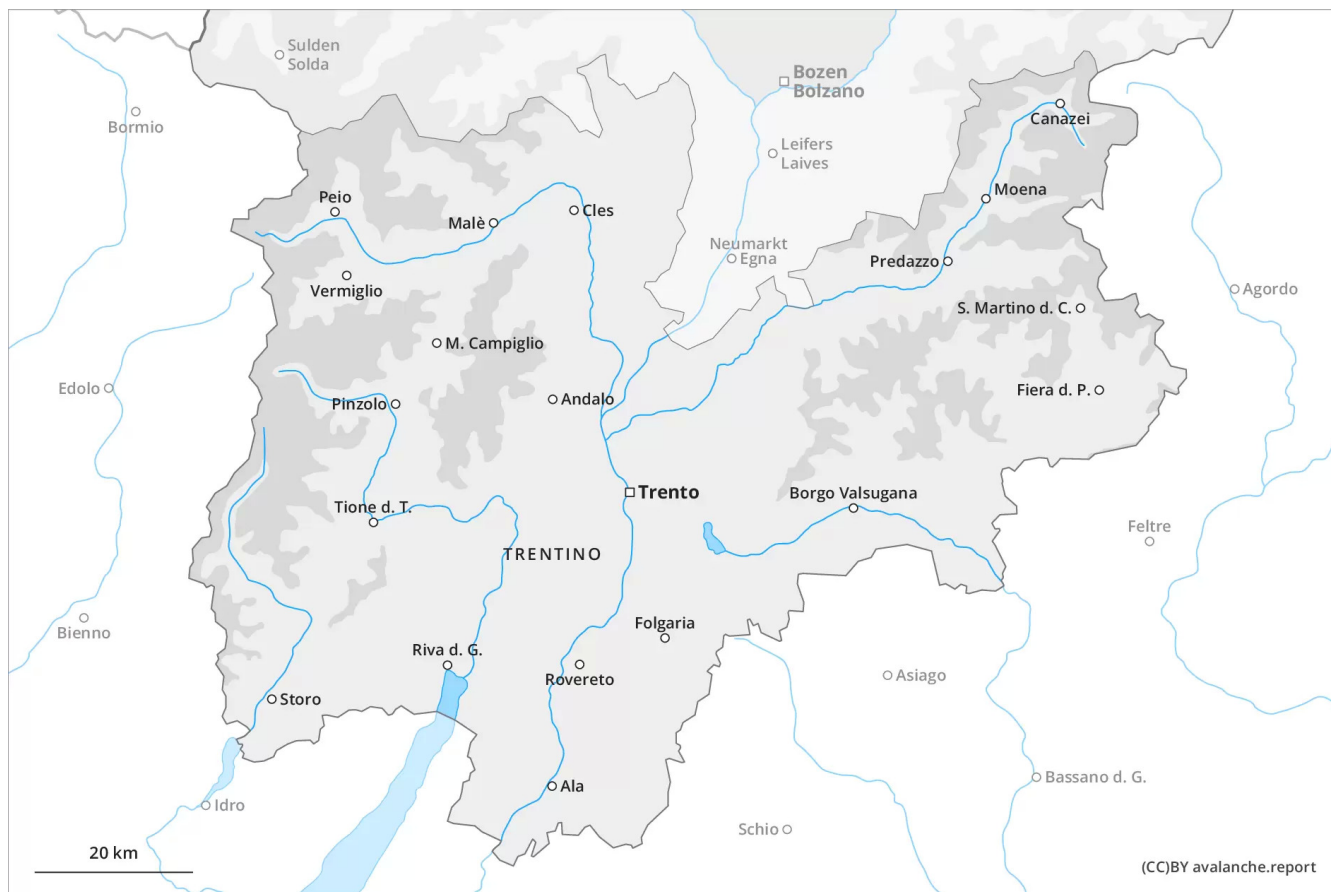 Sulden
Solda
Bozen
Bolzano
Bormio
Canazei
Leifers
Laives
Peio
Moena
Malè
Cles
Neumarkt
Egna
Predazzo
Vermiglio
Agordo
S. Martino d. C.
M. Campiglio
Edolo
Fiera d. P.
Pinzolo
Andalo
Trento
Borgo Valsugana
Tione d. T.
Feltre
TRENTINO
Bienno
Folgaria
Riva d. G.
Rovereto
Asiago
Storo
Bassano d. G.
Ala
Idro
Schio
20 km
(CC)BY avalanche.report